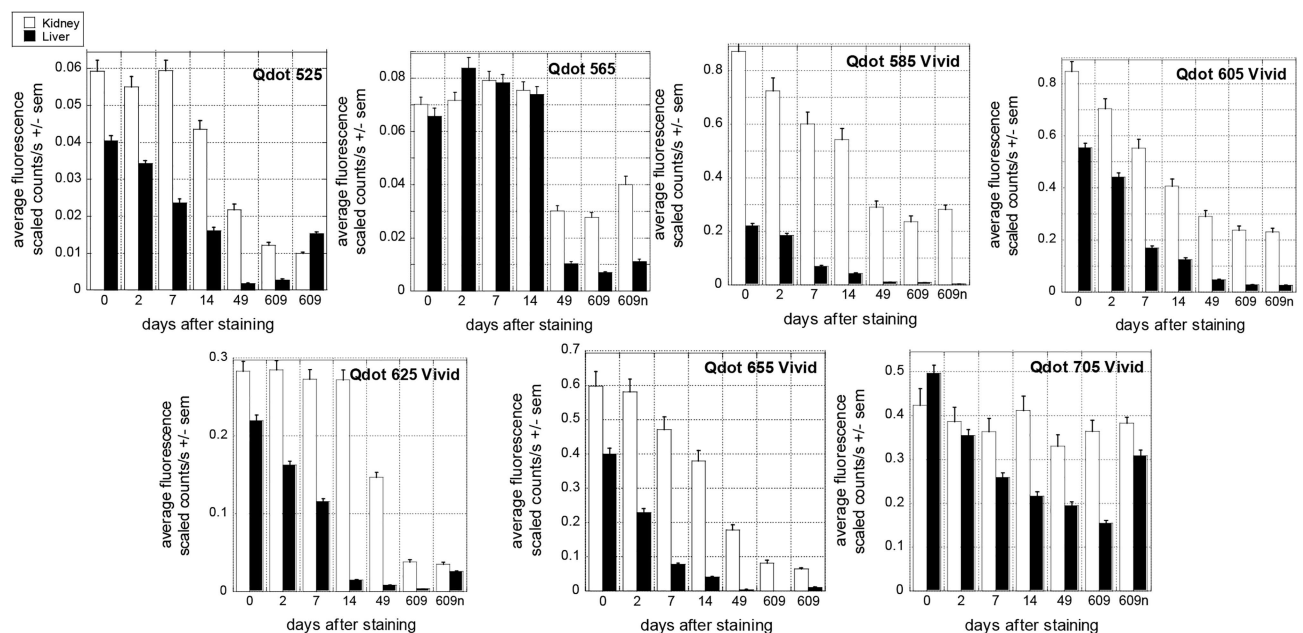 Kidney
Liver
Qdot 525
average fluorescence
scaled counts/s +/- sem
0.06
0.05
0.04
0.03
0.02
0.01
0
0 2 7 14 49 609 609
days after staining
Qdot 565
average fluorescence
scaled counts/s +/- sem
0.08
0.06
0.04
0.02
0
0 2 7 14 49 609 609n
days after staining
Qdot 585 Vivid
average fluorescence
scaled counts/s +/- sem
0.8
0.6
0.4
0.2
0
0 2 7 14 49 609 609n
days after staining
Qdot 605 Vivid
average fluorescence
scaled counts/s +/- sem
0.8
0.6
0.4
0.2
0
0 2 7 14 49 609 609n
days after staining
Qdot 625 Vivid
average fluorescence
scaled counts/s +/- sem
0.3
0.2
0.1
0
0 2 7 14 49 609 609n
days after staining
Qdot 655 Vivid
average fluorescence
scaled counts/s +/- sem
0.7
0.6
0.5
0.4
0.3
0.2
0.1
0
0 2 7 14 49 609 609
days after staining
Qdot 705 Vivid
average fluorescence
scaled counts/s +/- sem
0.5
0.4
0.3
0.2
0.1
0
0 2 7 14 49 609 609n
days after staining